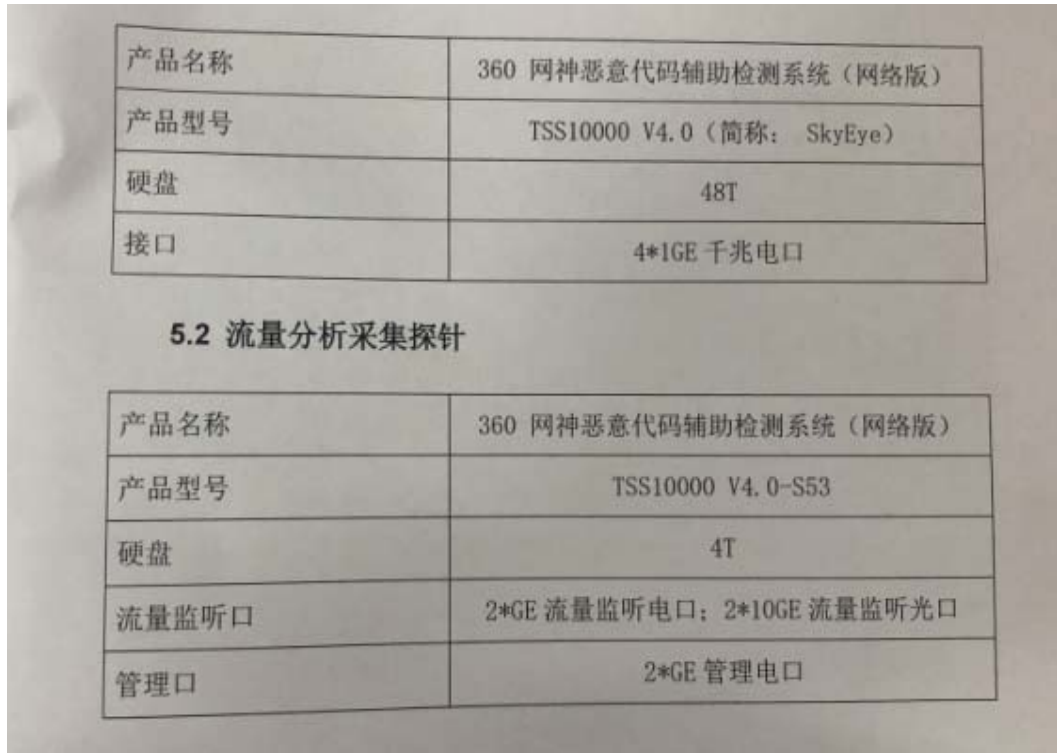 产品名称 360 网神恶意代码辅助检测系统（网络版）
产品型号 TSS10000 V4.0（简称： SkyEye）
硬盘 48T
接口 4*1GE 千兆电口
5.2 流量分析采集探针
产品名称 360 网神恶意代码辅助检测系统（网络版）
产品型号 TSS10000 V4.0-S53
硬盘 4T
流量监听口 2*GE 流量监听电口；2*10GE 流量监听光口
管理口 2*GE 管理电口